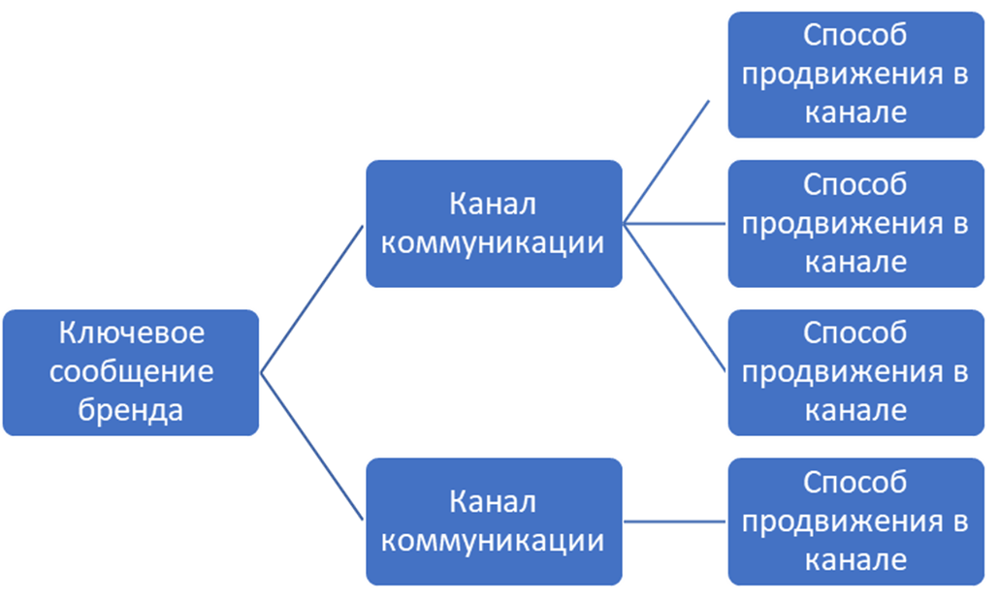 Ключевое
сообщение
бренда
Канал
коммуникации
Способ
продвижения в
канале
Способ
продвижения в
канале
Способ
продвижения в
канале
Канал
коммуникации
Способ
продвижения в
канале